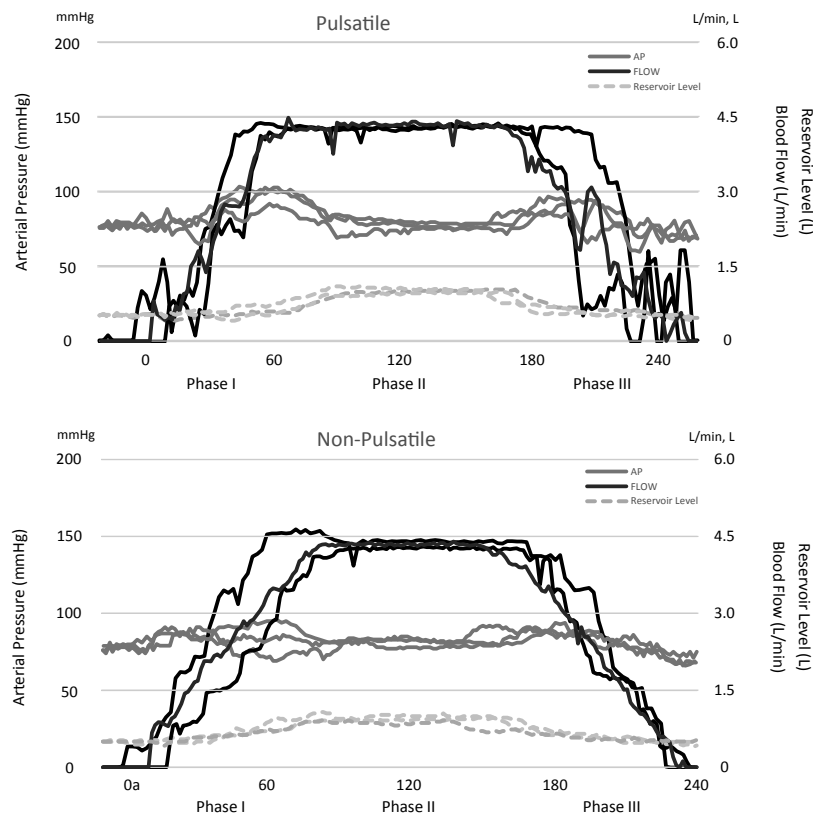 mmHg
Pulsatile
L/min, L
200
6.0
AP
FLOW
Reservoir Level
150
4.5
100
3.0
50
1.5
0
0
Arterial Pressure (mmHg)
Reservoir Level (L)
Blood Flow (L/min)
0
60
120
180
240
Phase I
Phase II
Phase III
mmHg
Non-Pulsatile
L/min, L
200
6.0
AP
FLOW
Reservoir Level
150
4.5
100
3.0
50
1.5
0
0
Arterial Pressure (mmHg)
Reservoir Level (L)
Blood Flow (L/min)
0a
60
120
180
240
Phase I
Phase II
Phase III